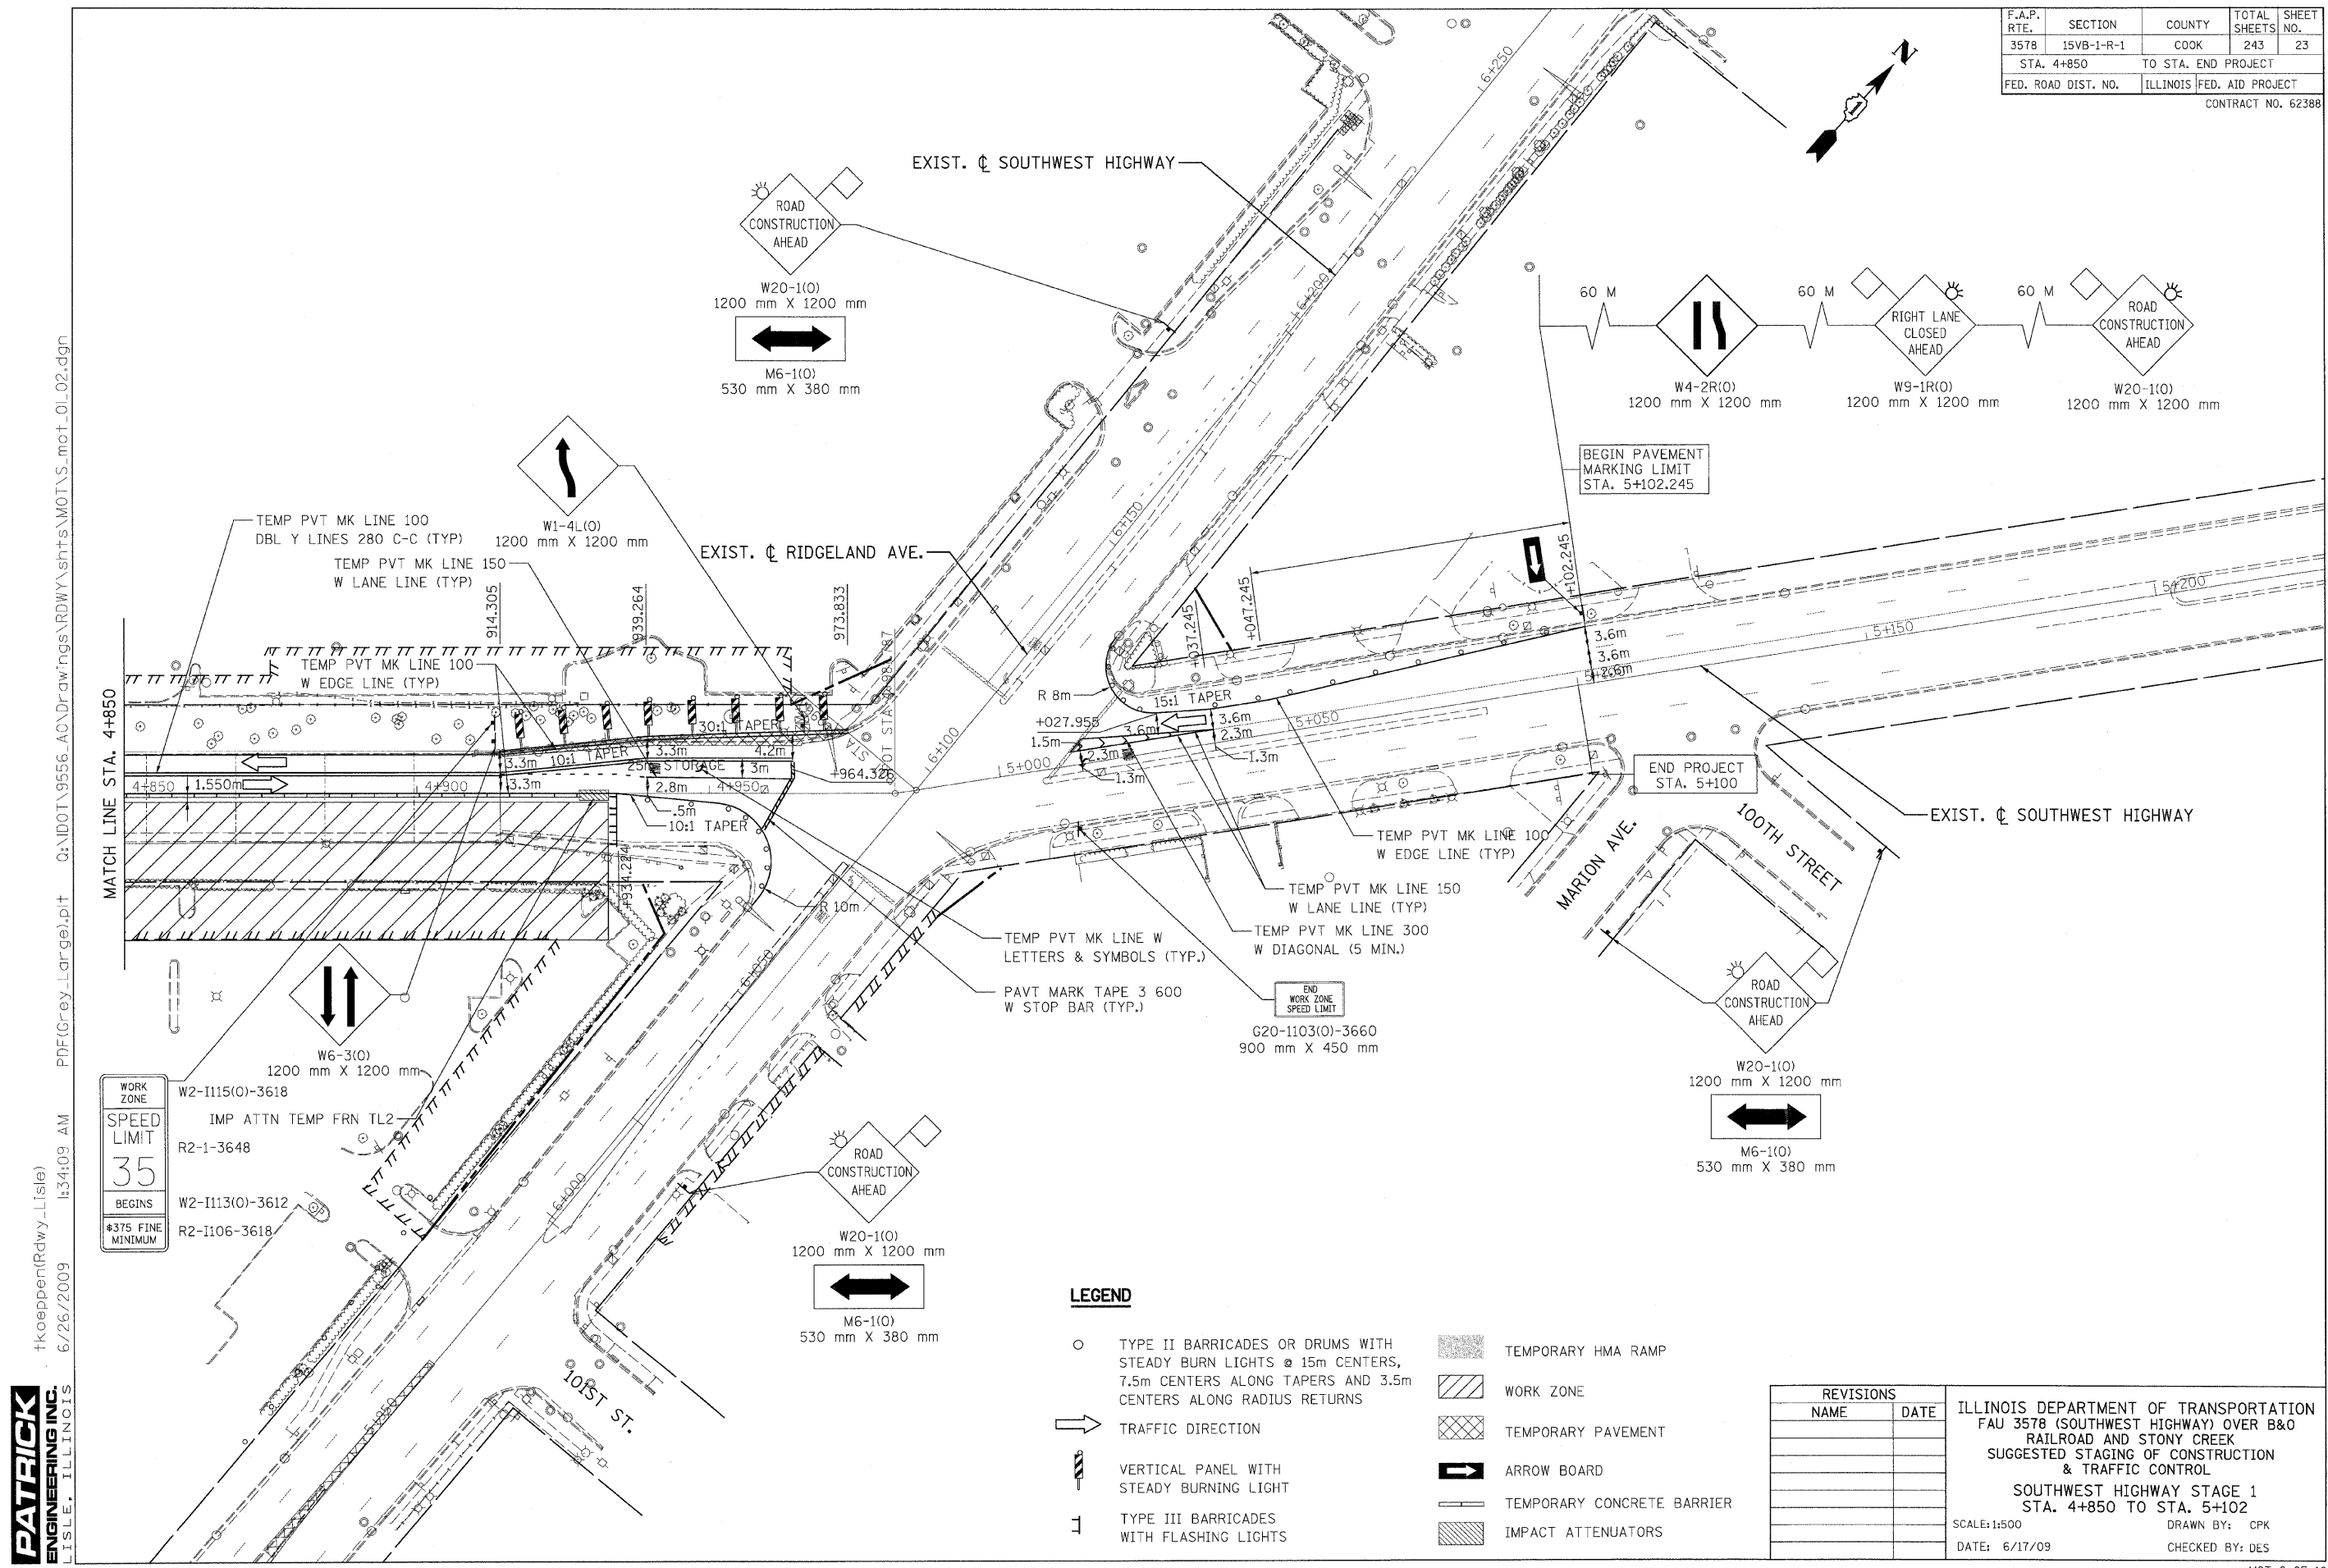 F.A.P. RTE. SECTION COUNTY TOTAL SHEETS SHEET NO.
3578 15VB-1-R-1 COOK 243 23
STA. 4+850 TO STA. END PROJECT
FED. ROAD DIST. NO. ILLINOIS FED. AID PROJECT
CONTRACT NO. 62388
N
EXIST. ℄ SOUTHWEST HIGHWAY
6+250
6+200
ROAD
CONSTRUCTION
AHEAD
W20-1(O)
1200 mm X 1200 mm
M6-1(O)
530 mm X 380 mm
60 M
60 M
60 M
RIGHT LANE
CLOSED
AHEAD
ROAD
CONSTRUCTION
AHEAD
W4-2R(O)
1200 mm X 1200 mm
W9-1R(O)
1200 mm X 1200 mm
W20-1(O)
1200 mm X 1200 mm
BEGIN PAVEMENT
MARKING LIMIT
STA. 5+102.245
W1-4L(O)
1200 mm X 1200 mm
TEMP PVT MK LINE 100
DBL Y LINES 280 C-C (TYP)
TEMP PVT MK LINE 150
W LANE LINE (TYP)
EXIST. ℄ RIDGELAND AVE.
6+150
914.305
939.264
973.833
+037.245
+047.245
+102.245
TEMP PVT MK LINE 100
W EDGE LINE (TYP)
MATCH LINE STA. 4+850
30:1 TAPER
10:1 TAPER
3.3m
3.3m
4.2m
STORAGE
3m
+964.326
4+850
1.550m
4+900
3.3m
2.8m
4+950
.5m
10:1 TAPER
+934.224
R 10m
6+100
5+000
R 8m
15:1 TAPER
+027.955
1.5m
3.6m
3.6m
2.3m
2.3m
1.3m
1.3m
5+050
3.6m
3.6m
2.6m
5+150
5+200
END PROJECT
STA. 5+100
EXIST. ℄ SOUTHWEST HIGHWAY
100TH STREET
MARION AVE.
TEMP PVT MK LINE 100
W EDGE LINE (TYP)
TEMP PVT MK LINE 150
W LANE LINE (TYP)
TEMP PVT MK LINE 300
W DIAGONAL (5 MIN.)
TEMP PVT MK LINE W
LETTERS & SYMBOLS (TYP.)
PAVT MARK TAPE 3 600
W STOP BAR (TYP.)
END
WORK ZONE
SPEED LIMIT
G20-1103(O)-3660
900 mm X 450 mm
ROAD
CONSTRUCTION
AHEAD
W20-1(O)
1200 mm X 1200 mm
M6-1(O)
530 mm X 380 mm
6+050
6+000
5+950
W6-3(O)
1200 mm X 1200 mm
WORK
ZONE
SPEED
LIMIT
35
BEGINS
$375 FINE
MINIMUM
W2-I115(O)-3618
IMP ATTN TEMP FRN TL2
R2-1-3648
W2-I113(O)-3612
R2-I106-3618
ROAD
CONSTRUCTION
AHEAD
W20-1(O)
1200 mm X 1200 mm
M6-1(O)
530 mm X 380 mm
101ST ST.
LEGEND
TYPE II BARRICADES OR DRUMS WITH
STEADY BURN LIGHTS @ 15m CENTERS,
7.5m CENTERS ALONG TAPERS AND 3.5m
CENTERS ALONG RADIUS RETURNS
TRAFFIC DIRECTION
VERTICAL PANEL WITH
STEADY BURNING LIGHT
TYPE III BARRICADES
WITH FLASHING LIGHTS
TEMPORARY HMA RAMP
WORK ZONE
TEMPORARY PAVEMENT
ARROW BOARD
TEMPORARY CONCRETE BARRIER
IMPACT ATTENUATORS
REVISIONS
NAME DATE
ILLINOIS DEPARTMENT OF TRANSPORTATION
FAU 3578 (SOUTHWEST HIGHWAY) OVER B&O
RAILROAD AND STONY CREEK
SUGGESTED STAGING OF CONSTRUCTION
& TRAFFIC CONTROL
SOUTHWEST HIGHWAY STAGE 1
STA. 4+850 TO STA. 5+102
SCALE: 1:500 DRAWN BY: CPK
DATE: 6/17/09 CHECKED BY: DES
Q:\IDOT\9556_AO\Drawings\RDWY\shts\MOT\S_mot_01_02.dgn
PDF(Grey_Large).plt
1:34:09 AM
6/26/2009
tkoeppen(Rdwy_Lisle)
PATRICK
ENGINEERING INC.
LISLE, ILLINOIS